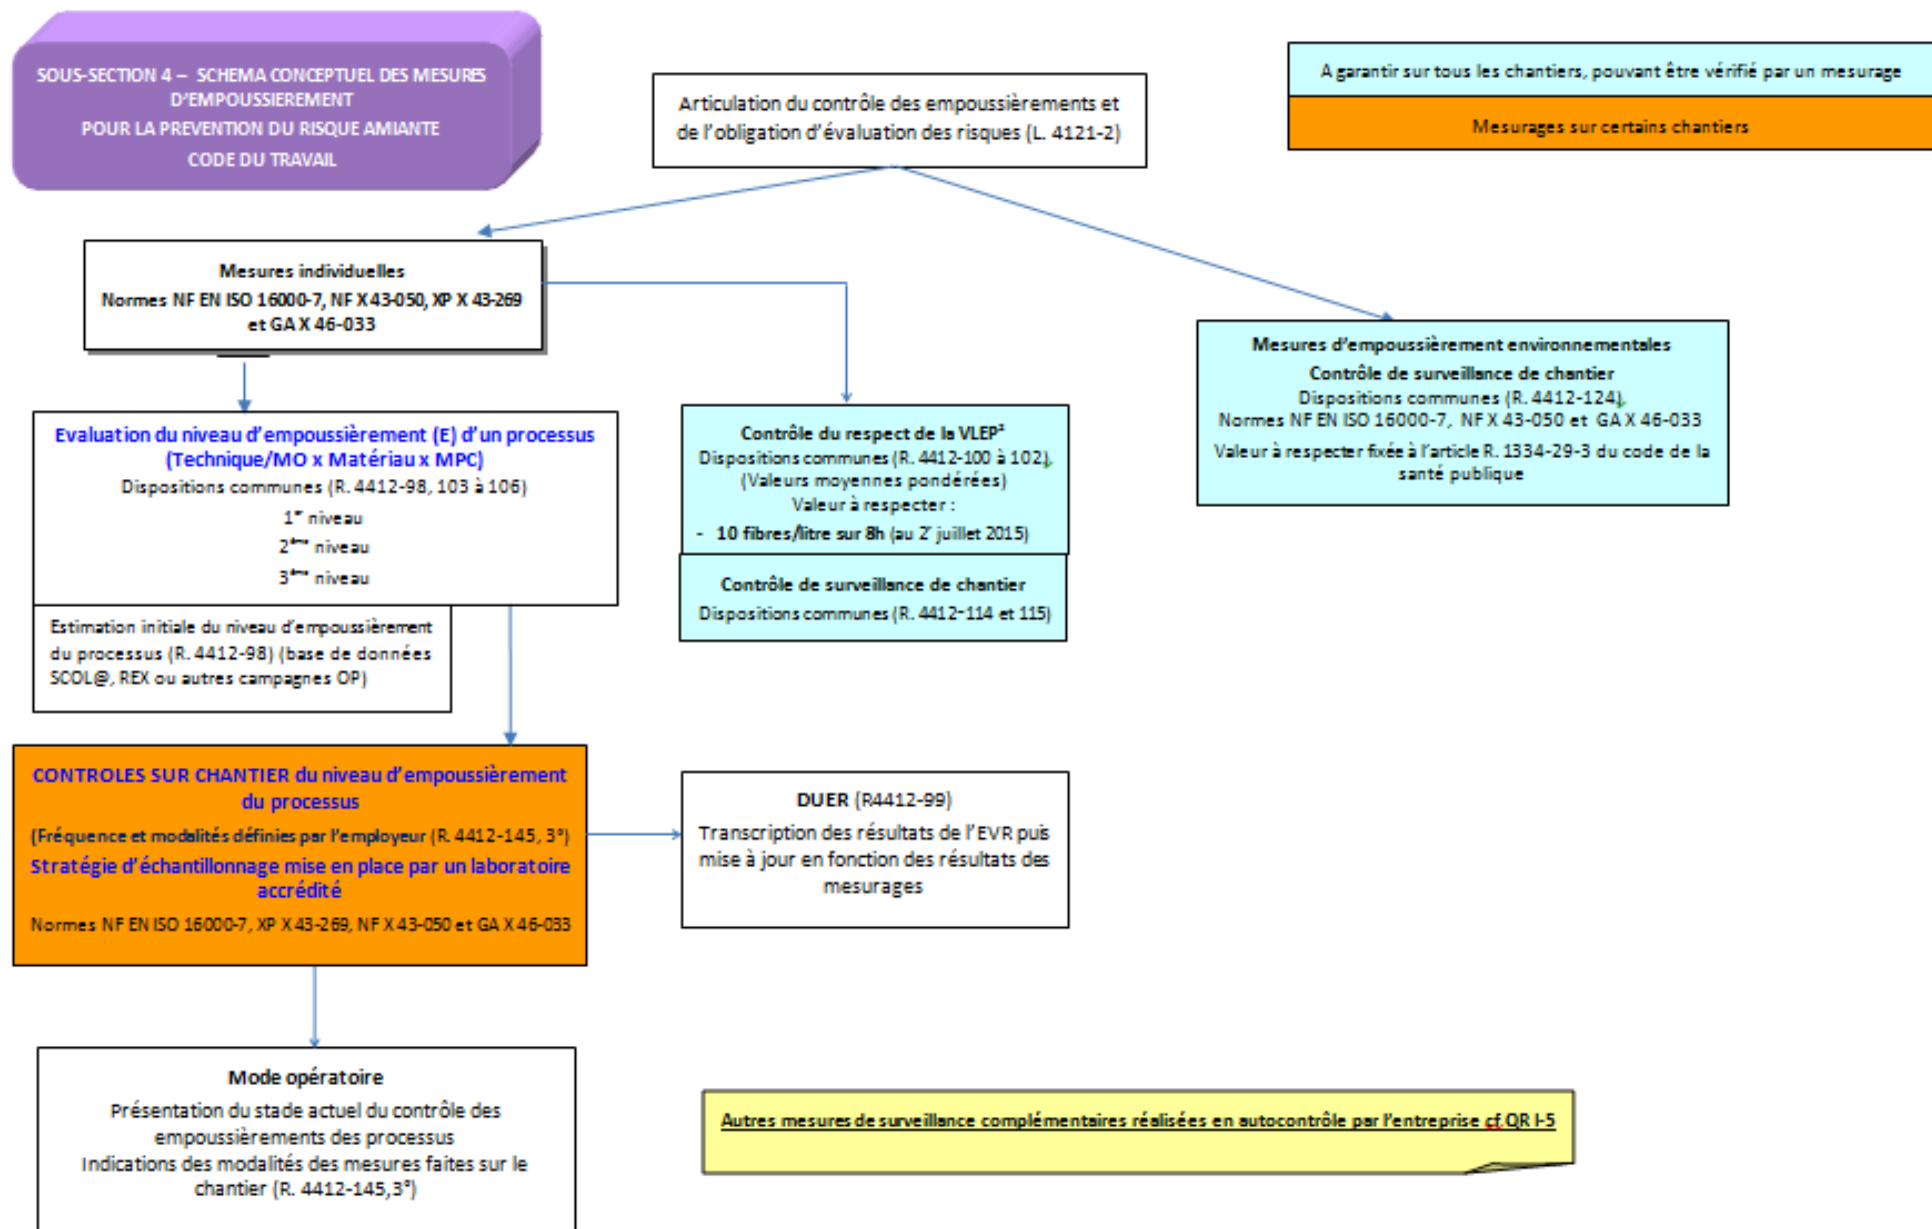 SOUS-SECTION 4 – SCHEMA CONCEPTUEL DES MESURES
D'EMPOUSSIEREMENT
POUR LA PREVENTION DU RISQUE AMIANTE
CODE DU TRAVAIL
Articulation du contrôle des empoussièrements et
de l'obligation d'évaluation des risques (L. 4121-2)
A garantir sur tous les chantiers, pouvant être vérifié par un mesurage
Mesurages sur certains chantiers
Mesures individuelles
Normes NF EN ISO 16000-7, NF X 43-050, XP X 43-269
et GA X 46-033
Mesures d'empoussièrement environnementales
Contrôle de surveillance de chantier
Dispositions communes (R. 4412-124),
Normes NF EN ISO 16000-7, NF X 43-050 et GA X 46-033
Valeur à respecter fixée à l'article R. 1334-29-3 du code de la
santé publique
Evaluation du niveau d'empoussièrement (E) d'un processus
(Technique/MO x Matériau x MPC)
Dispositions communes (R. 4412-98, 103 à 106)
1er niveau
2ème niveau
3ème niveau
Contrôle du respect de la VLEP²
Dispositions communes (R. 4412-100 à 102),
(Valeurs moyennes pondérées)
Valeur à respecter :
- 10 fibres/litre sur 8h (au 2 juillet 2015)
Contrôle de surveillance de chantier
Dispositions communes (R. 4412-114 et 115)
Estimation initiale du niveau d'empoussièrement
du processus (R. 4412-98) (base de données
SCOL@, REX ou autres campagnes OP)
CONTROLES SUR CHANTIER du niveau d'empoussièrement
du processus
(Fréquence et modalités définies par l'employeur (R. 4412-145, 3°)
Stratégie d'échantillonnage mise en place par un laboratoire
accrédité
Normes NF EN ISO 16000-7, XP X 43-269, NF X 43-050 et GA X 46-033
DUER (R4412-99)
Transcription des résultats de l'EVR puis
mise à jour en fonction des résultats des
mesurages
Mode opératoire
Présentation du stade actuel du contrôle des
empoussièrements des processus
Indications des modalités des mesures faites sur le
chantier (R. 4412-145,3°)
Autres mesures de surveillance complémentaires réalisées en autocontrôle par l'entreprise cf.QR I-5